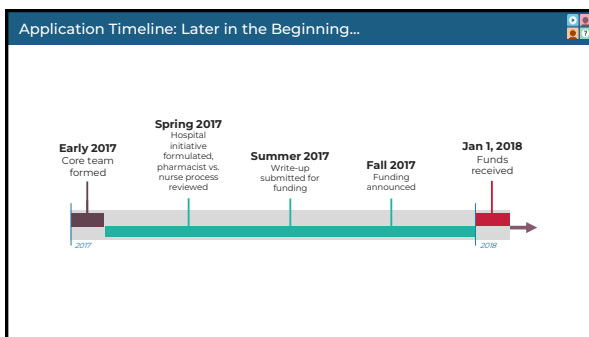 Application Timeline: Later in the Beginning...
?
Early 2017
Core team
formed
Spring 2017
Hospital
initiative
formulated,
pharmacist vs.
nurse process
reviewed
Summer 2017
Write-up
submitted for
funding
Fall 2017
Funding
announced
Jan 1, 2018
Funds
received
2017
2018